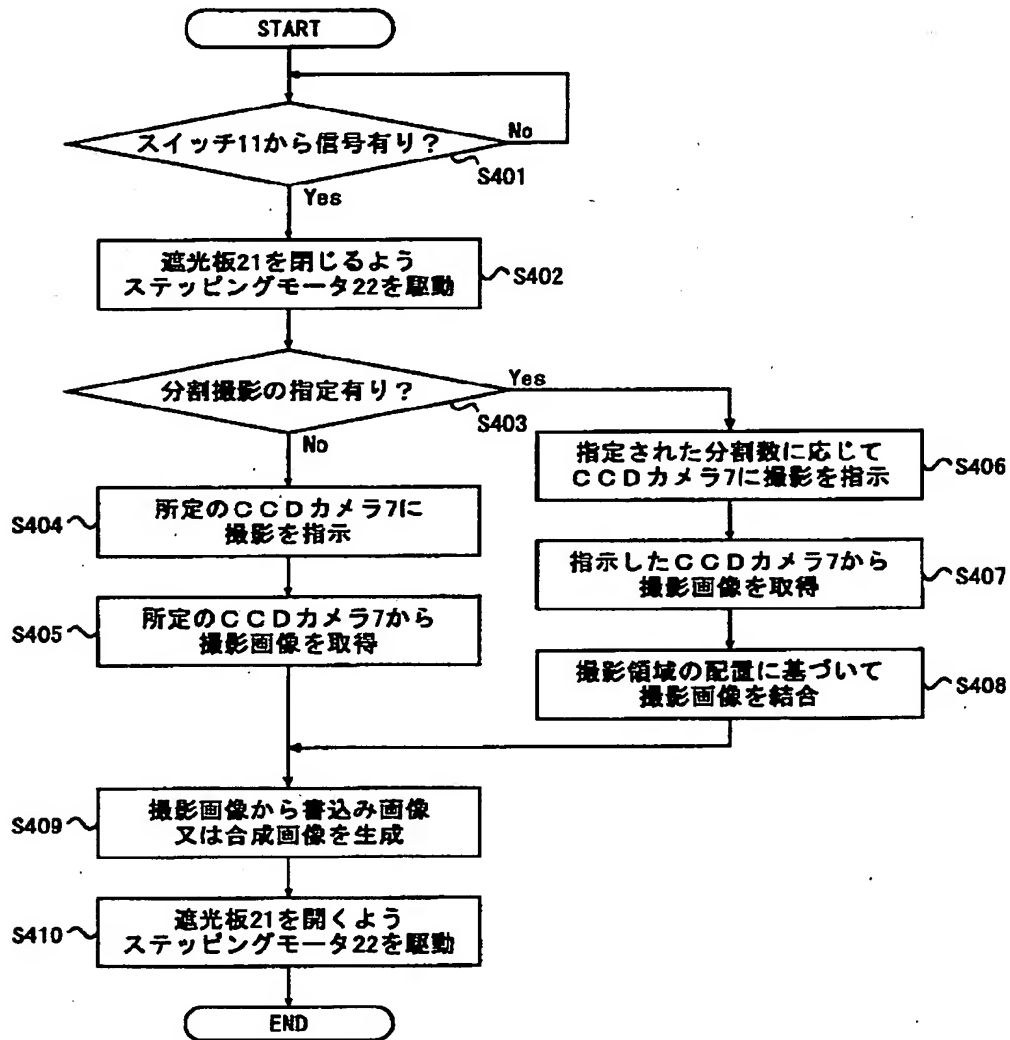 START
スイッチ11から信号有り?
No
S401
Yes
遮光板21を閉じるよう
ステッピングモータ22を駆動
S402
分割撮影の指定有り?
Yes
S403
No
所定のCCDカメラ7に
撮影を指示
S404
所定のCCDカメラ7から
撮影画像を取得
S405
指定された分割数に応じて
CCDカメラ7に撮影を指示
S406
指示したCCDカメラ7から
撮影画像を取得
S407
撮影領域の配置に基づいて
撮影画像を結合
S408
撮影画像から書込み画像
又は合成画像を生成
S409
遮光板21を開くよう
ステッピングモータ22を駆動
S410
END